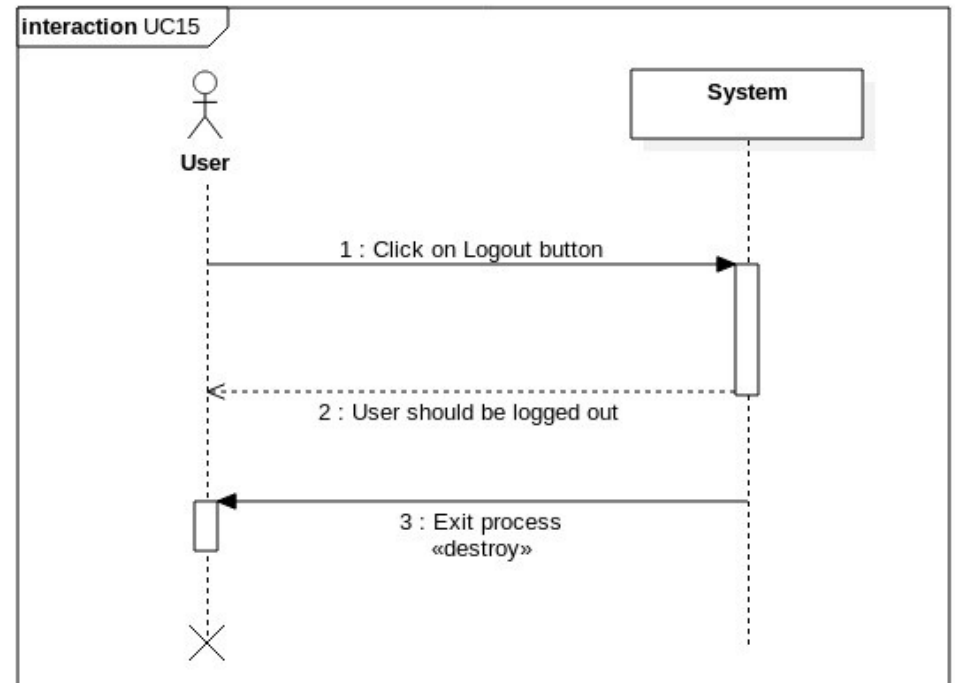 interaction UC15
User
System
1 : Click on Logout button
2 : User should be logged out
3 : Exit process
«destroy»